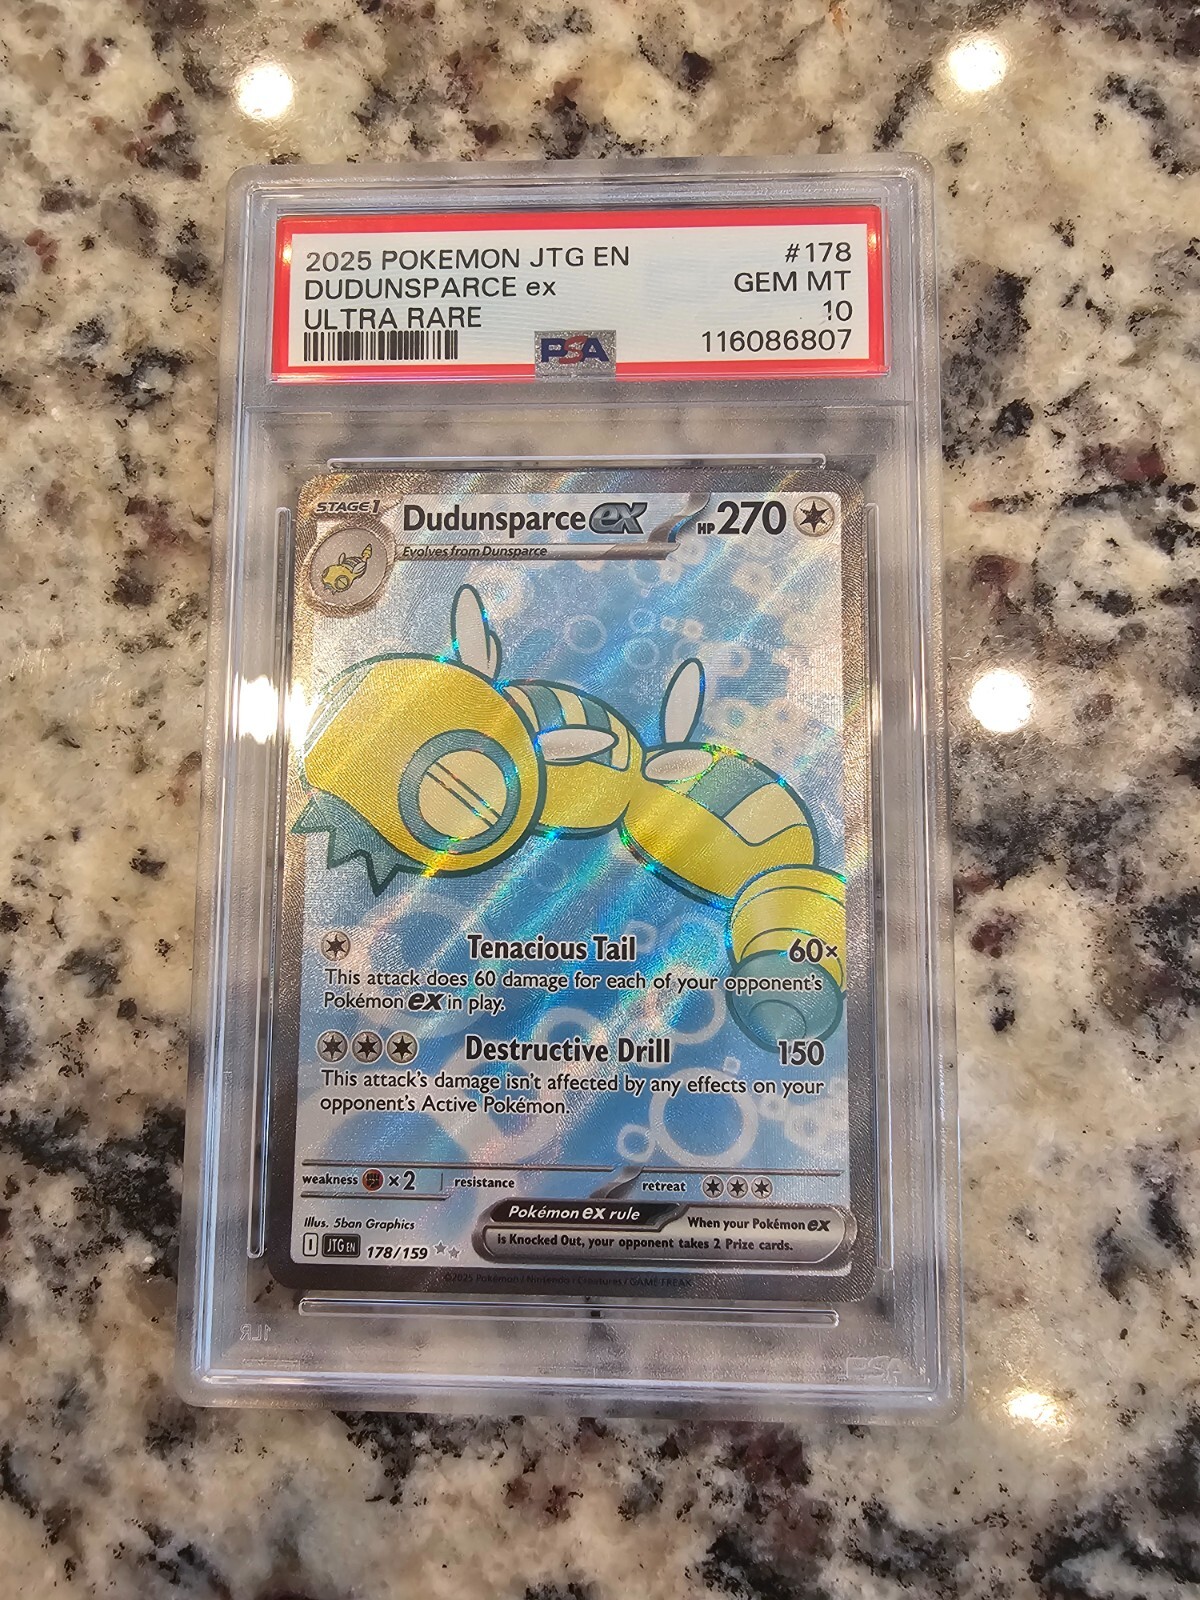 2025 POKEMON JTG EN #178
DUDUNSPARCE ex GEM MT
ULTRA RARE 10
PSA 116086807
STAGE 1 Dudunsparce ex HP 270
Evolves from Dunsparce
Tenacious Tail 60×
This attack does 60 damage for each of your opponent's
Pokémon ex in play.
Destructive Drill 150
This attack's damage isn't affected by any effects on your
opponent's Active Pokémon.
weakness ×2 resistance retreat
Pokémon ex rule When your Pokémon ex
is Knocked Out, your opponent takes 2 Prize cards.
Illus. 5ban Graphics
I JTG EN 178/159
©2025 Pokémon / Nintendo / Creatures / GAME FREAK
1LR PSA